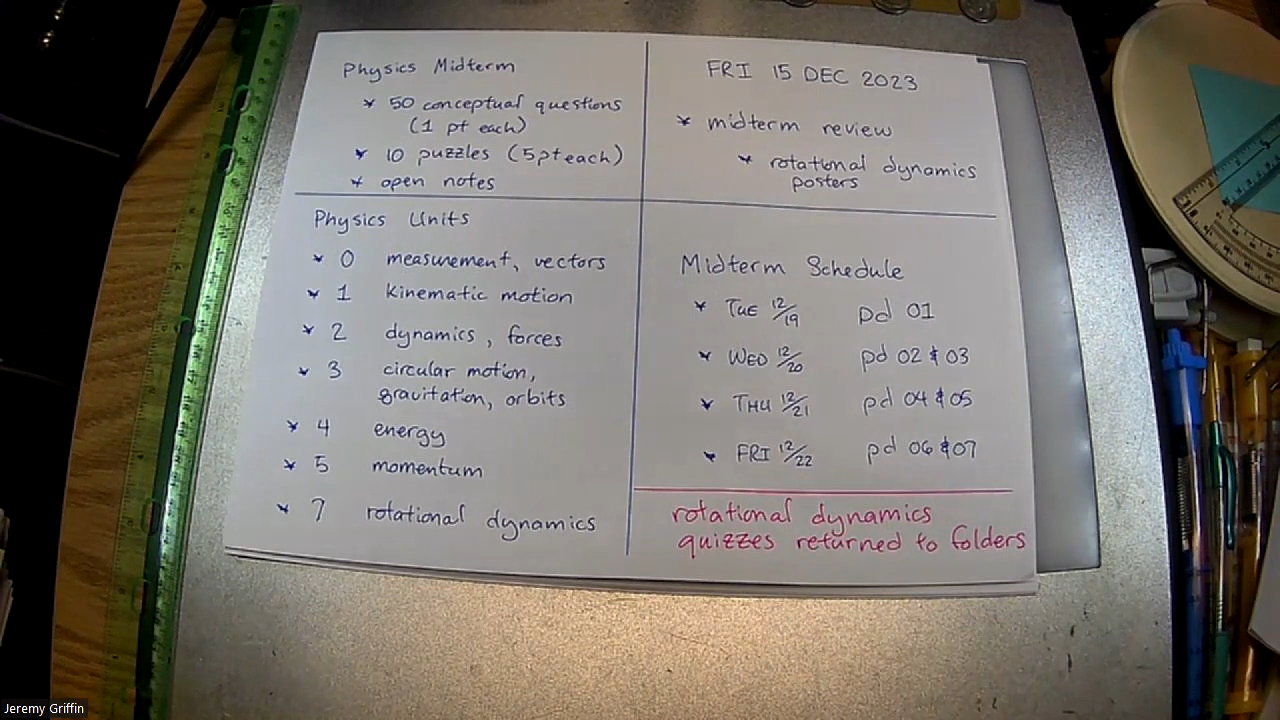 Physics Midterm
* 50 conceptual questions
(1 pt each)
* 10 puzzles (5pt each)
* open notes
FRI 15 DEC 2023
* midterm review
* rotational dynamics
posters
Physics Units
* 0 measurement, vectors
* 1 kinematic motion
* 2 dynamics, forces
* 3 circular motion,
gravitation, orbits
* 4 energy
* 5 momentum
* 7 rotational dynamics
Midterm Schedule
* TUE 12/19 pd 01
* WED 12/20 pd 02 & 03
* THU 12/21 pd 04 & 05
* FRI 12/22 pd 06 & 07
rotational dynamics
quizzes returned to folders
Jeremy Griffin